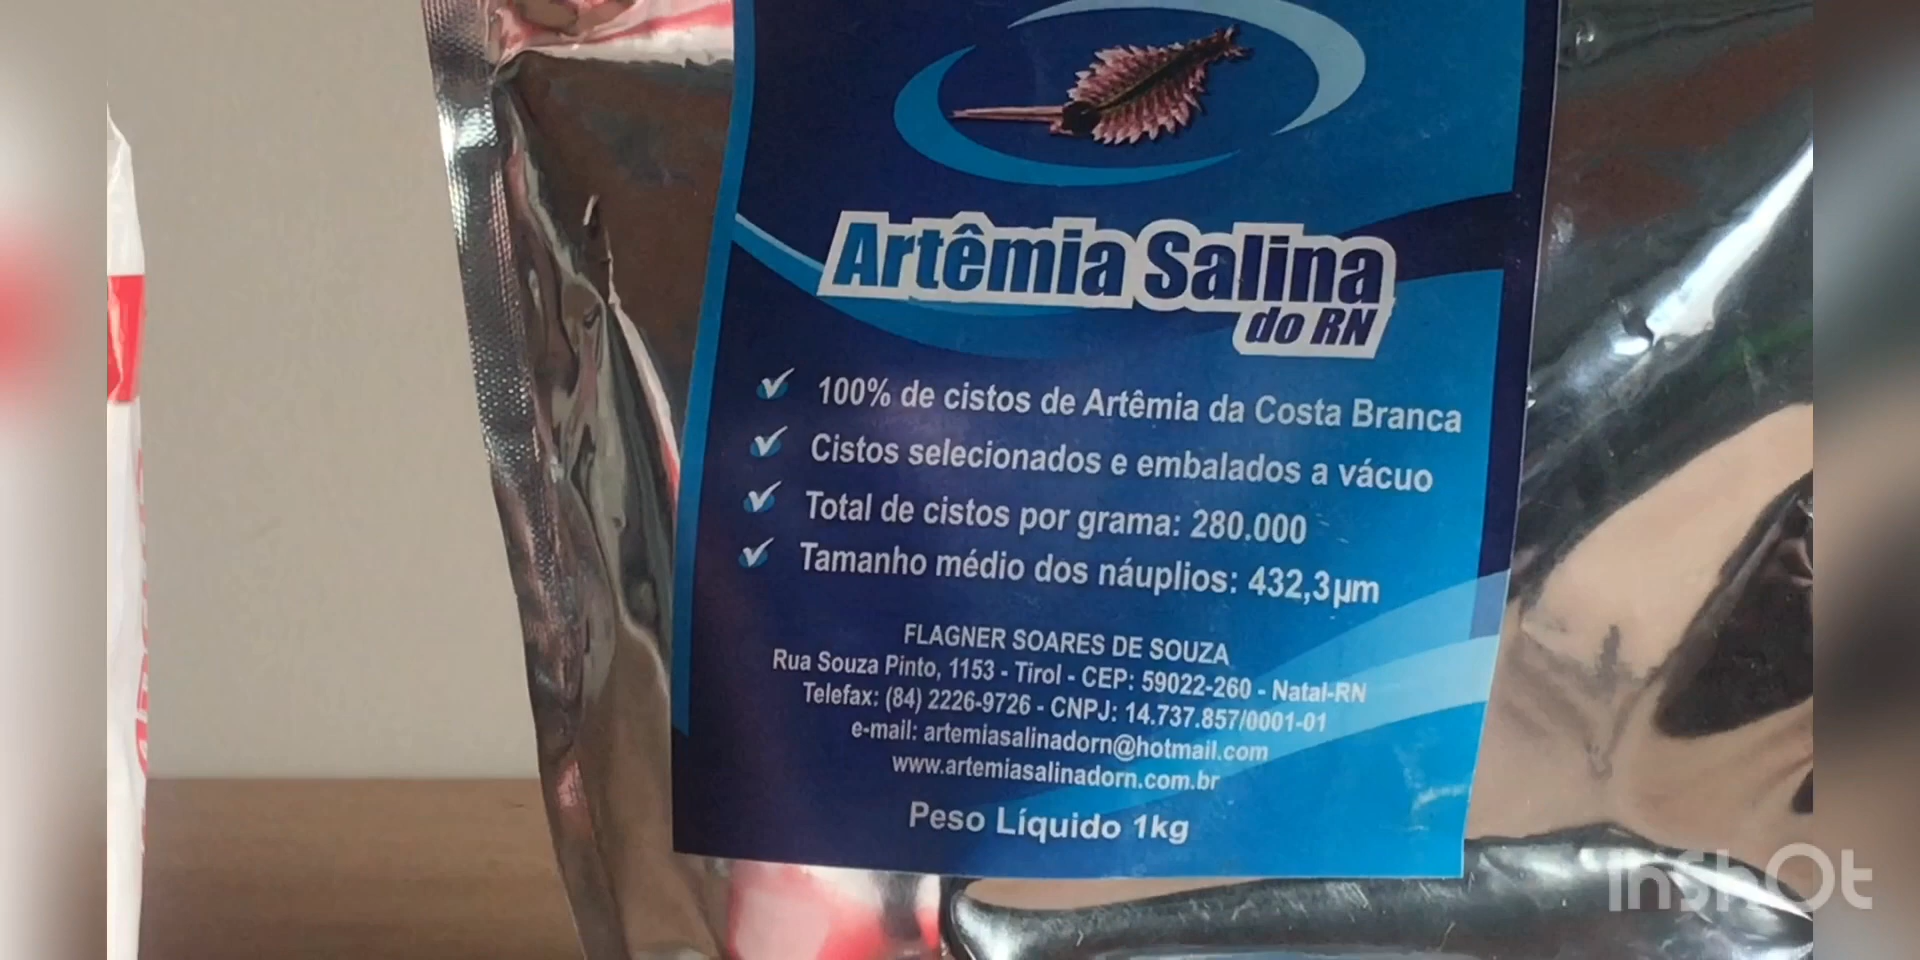 Artêmia Salina
do RN
100% de cistos de Artêmia da Costa Branca
Cistos selecionados e embalados a vácuo
Total de cistos por grama: 280.000
Tamanho médio dos náuplios: 432,3µm
FLAGNER SOARES DE SOUZA
Rua Souza Pinto, 1153 - Tirol - CEP: 59022-260 - Natal-RN
Telefax: (84) 2226-9726 - CNPJ: 14.737.857/0001-01
e-mail: artemiasalinadorn@hotmail.com
www.artemiasalinadorn.com.br
Peso Líquido 1kg
InShOt